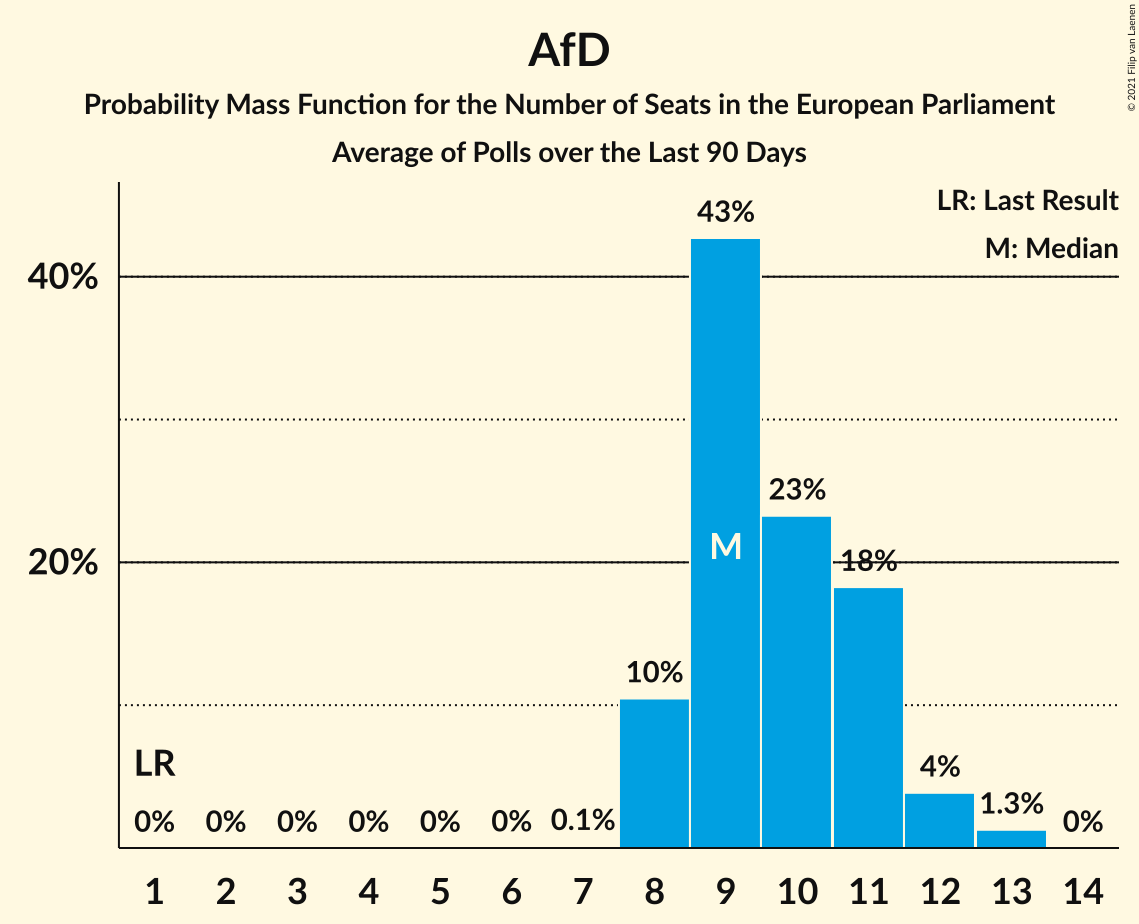 AfD
Probability Mass Function for the Number of Seats in the European Parliament
Average of Polls over the Last 90 Days
© 2021 Filip van Laenen
LR: Last Result
M: Median
43%
40%
23%
M
20%
18%
10%
LR
4%
1.3%
0% 0% 0% 0% 0% 0% 0.1% 0%
1 2 3 4 5 6 7 8 9 10 11 12 13 14